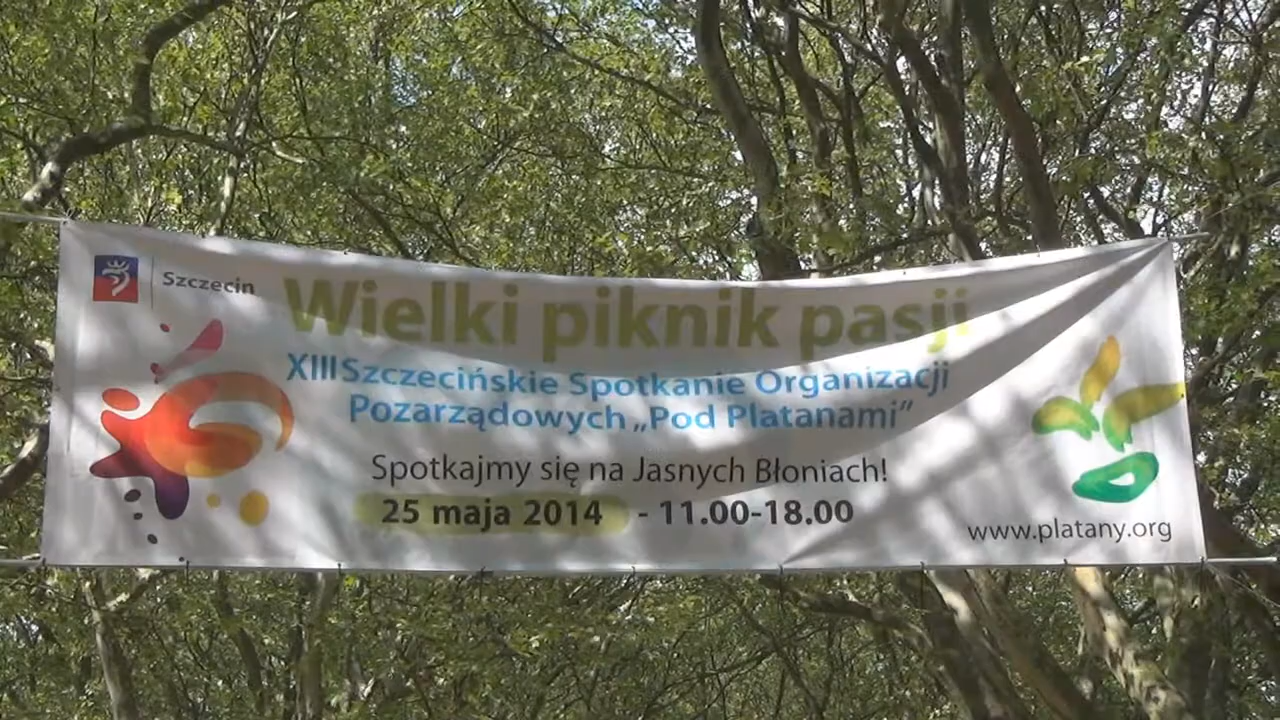 Szczecin
Wielki piknik pasji
XIII Szczecińskie Spotkanie Organizacji
Pozarządowych „Pod Platanami”
Spotkajmy się na Jasnych Błoniach!
25 maja 2014 - 11.00-18.00
www.platany.org